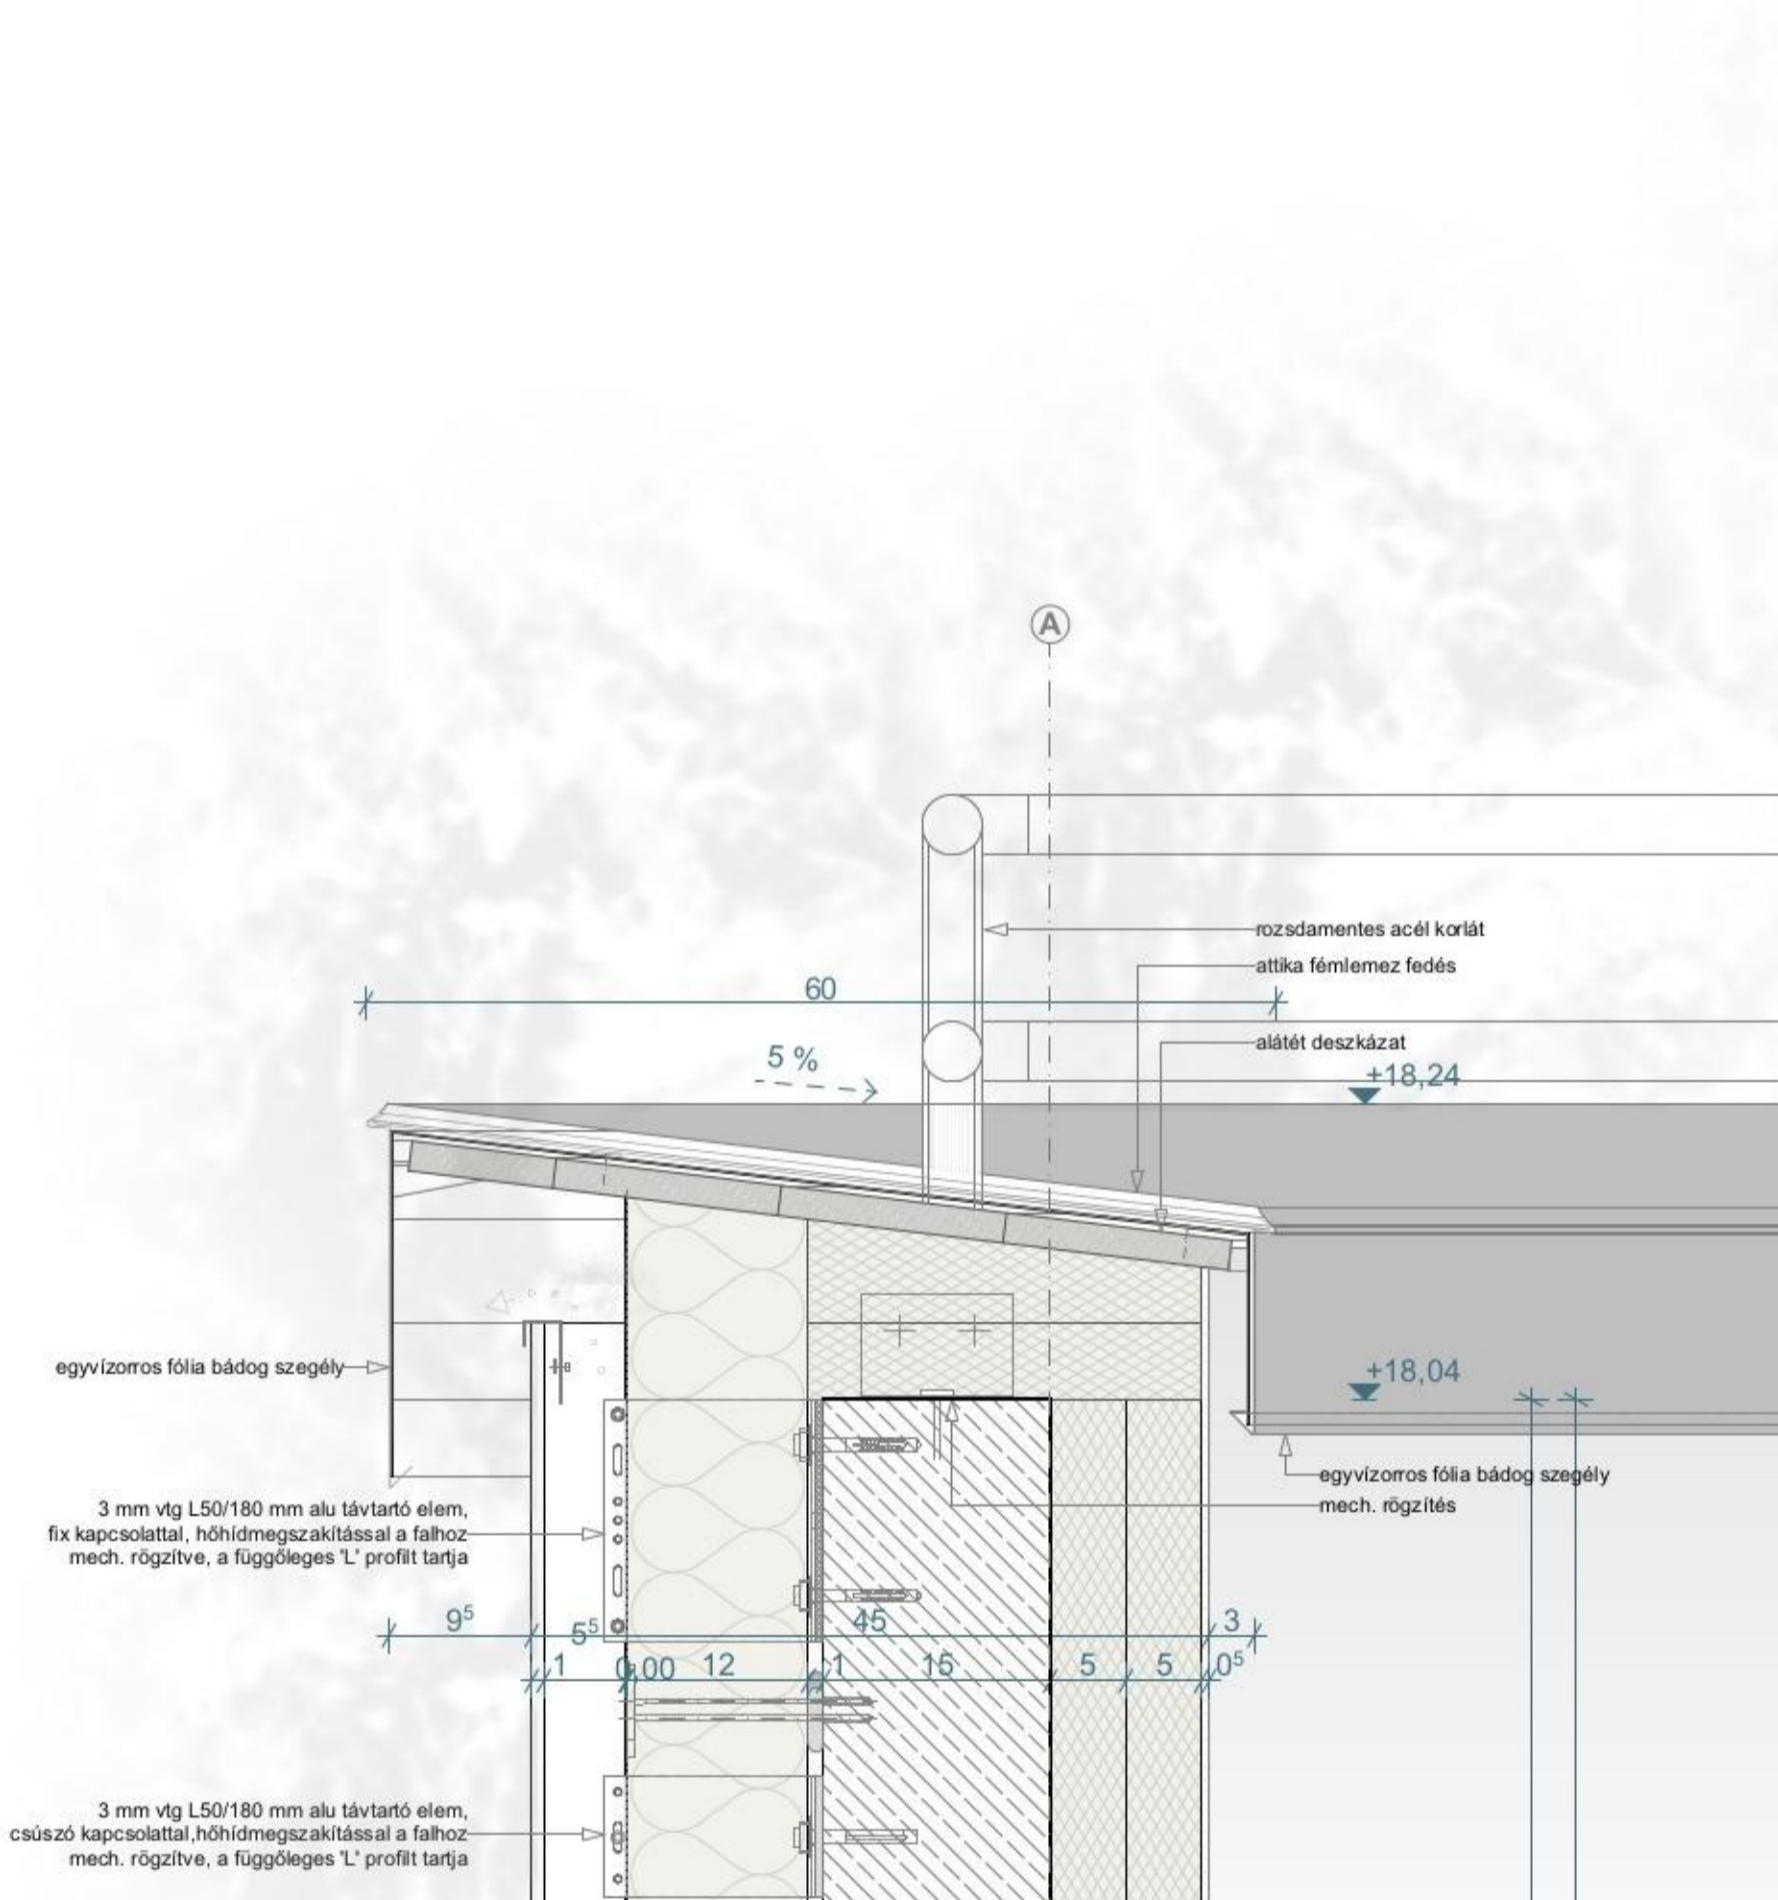 A
rozsdamentes acél korlát
attika fémlemez fedés
60
alátét deszkázat
5 %
+18,24
egyvízorros fólia bádog szegély
+18,04
egyvízorros fólia bádog szegély
mech. rögzítés
3 mm vtg L50/180 mm alu távtartó elem,
fix kapcsolattal, hőhídmegszakítással a falhoz
mech. rögzítve, a függőleges 'L' profilt tartja
9⁵ 5⁵ 45 3
1 0,00 12 1 15 5 5 0⁵
3 mm vtg L50/180 mm alu távtartó elem,
csúszó kapcsolattal,hőhídmegszakítással a falhoz
mech. rögzítve, a függőleges 'L' profilt tartja